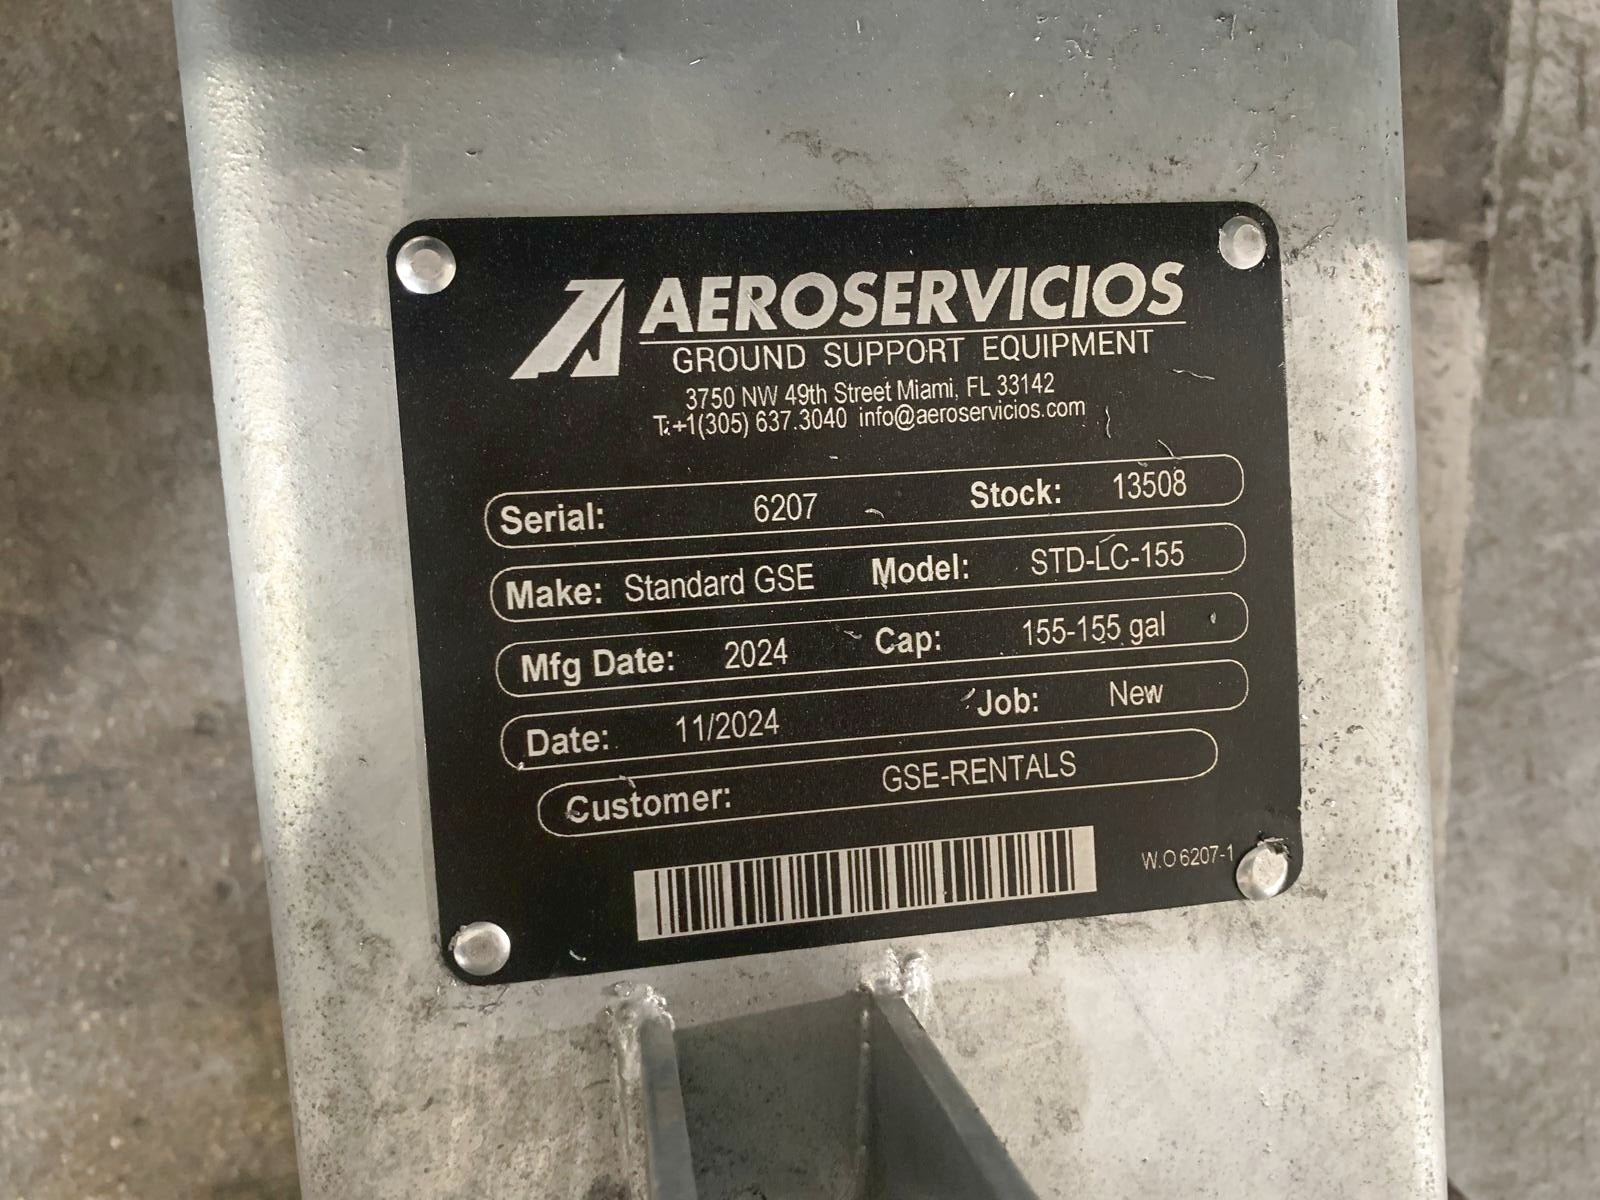 AEROSERVICIOS
GROUND SUPPORT EQUIPMENT
3750 NW 49th Street Miami, FL 33142
T:+1(305) 637.3040 info@aeroservicios.com
Serial: 6207 Stock: 13508
Make: Standard GSE Model: STD-LC-155
Mfg Date: 2024 Cap: 155-155 gal
Date: 11/2024 Job: New
Customer: GSE-RENTALS
W.O 6207-1